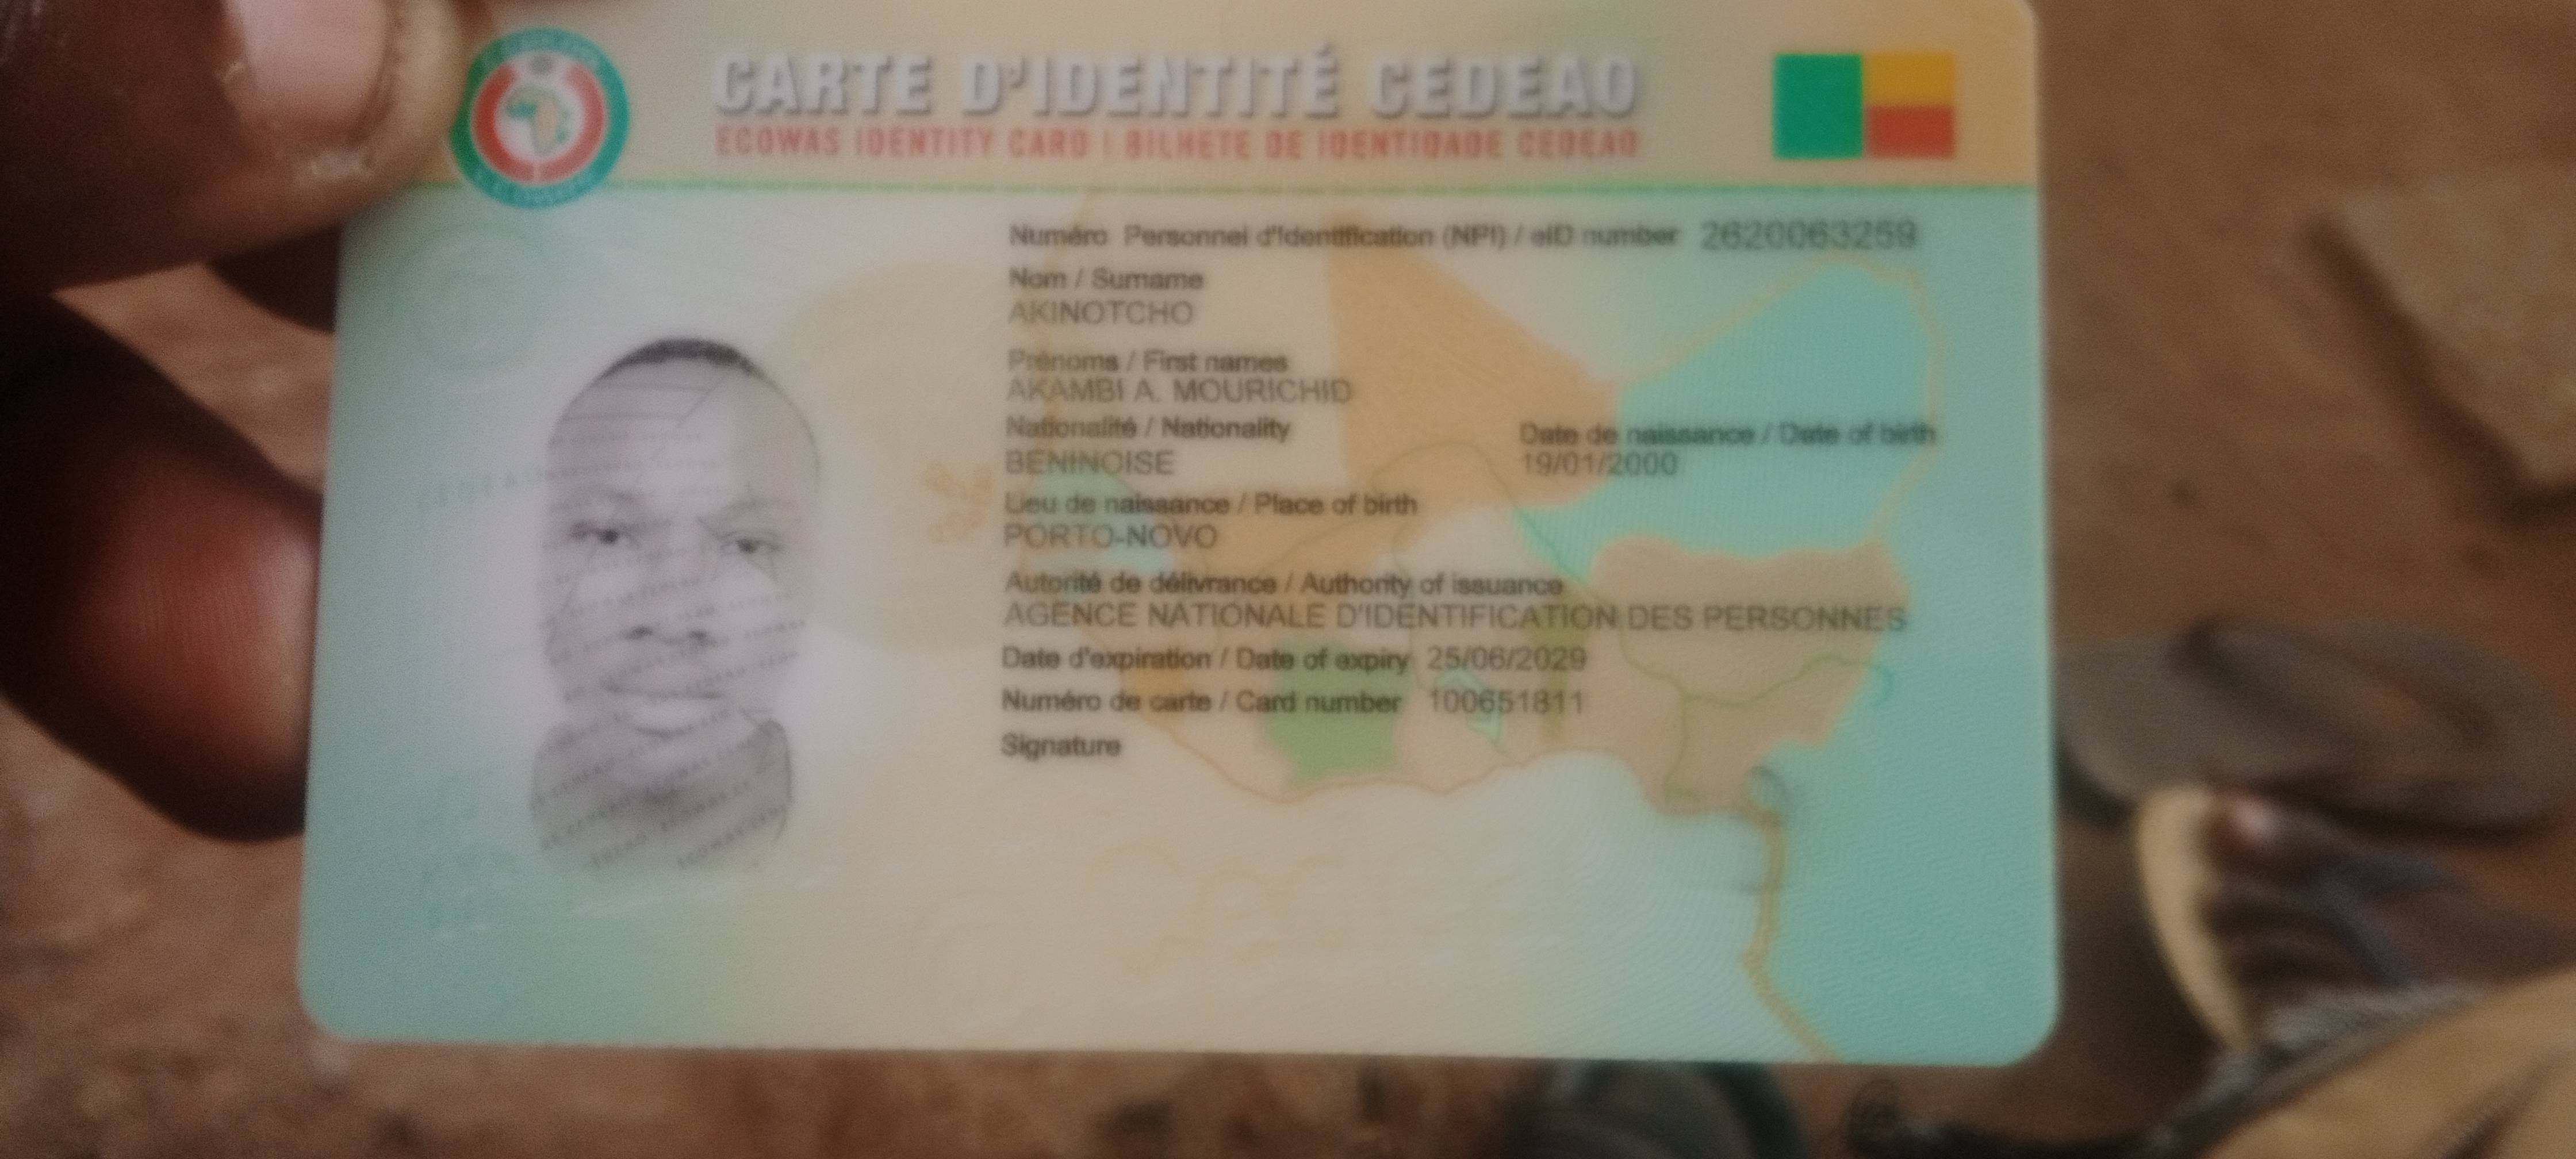 CARTE D'IDENTITÉ CEDEAO
ECOWAS IDENTITY CARD | BILHETE DE IDENTIDADE CEDEAO
Numéro Personnel d'Identification (NPI) / eID number 2620063259
Nom / Surname
AKINOTCHO
Prénoms / First names
AKAMBI A. MOURICHID
Nationalité / Nationality
BENINOISE
Date de naissance / Date of birth
19/01/2000
Lieu de naissance / Place of birth
PORTO-NOVO
Autorité de délivrance / Authority of issuance
AGENCE NATIONALE D'IDENTIFICATION DES PERSONNES
Date d'expiration / Date of expiry 25/06/2029
Numéro de carte / Card number 100651811
Signature